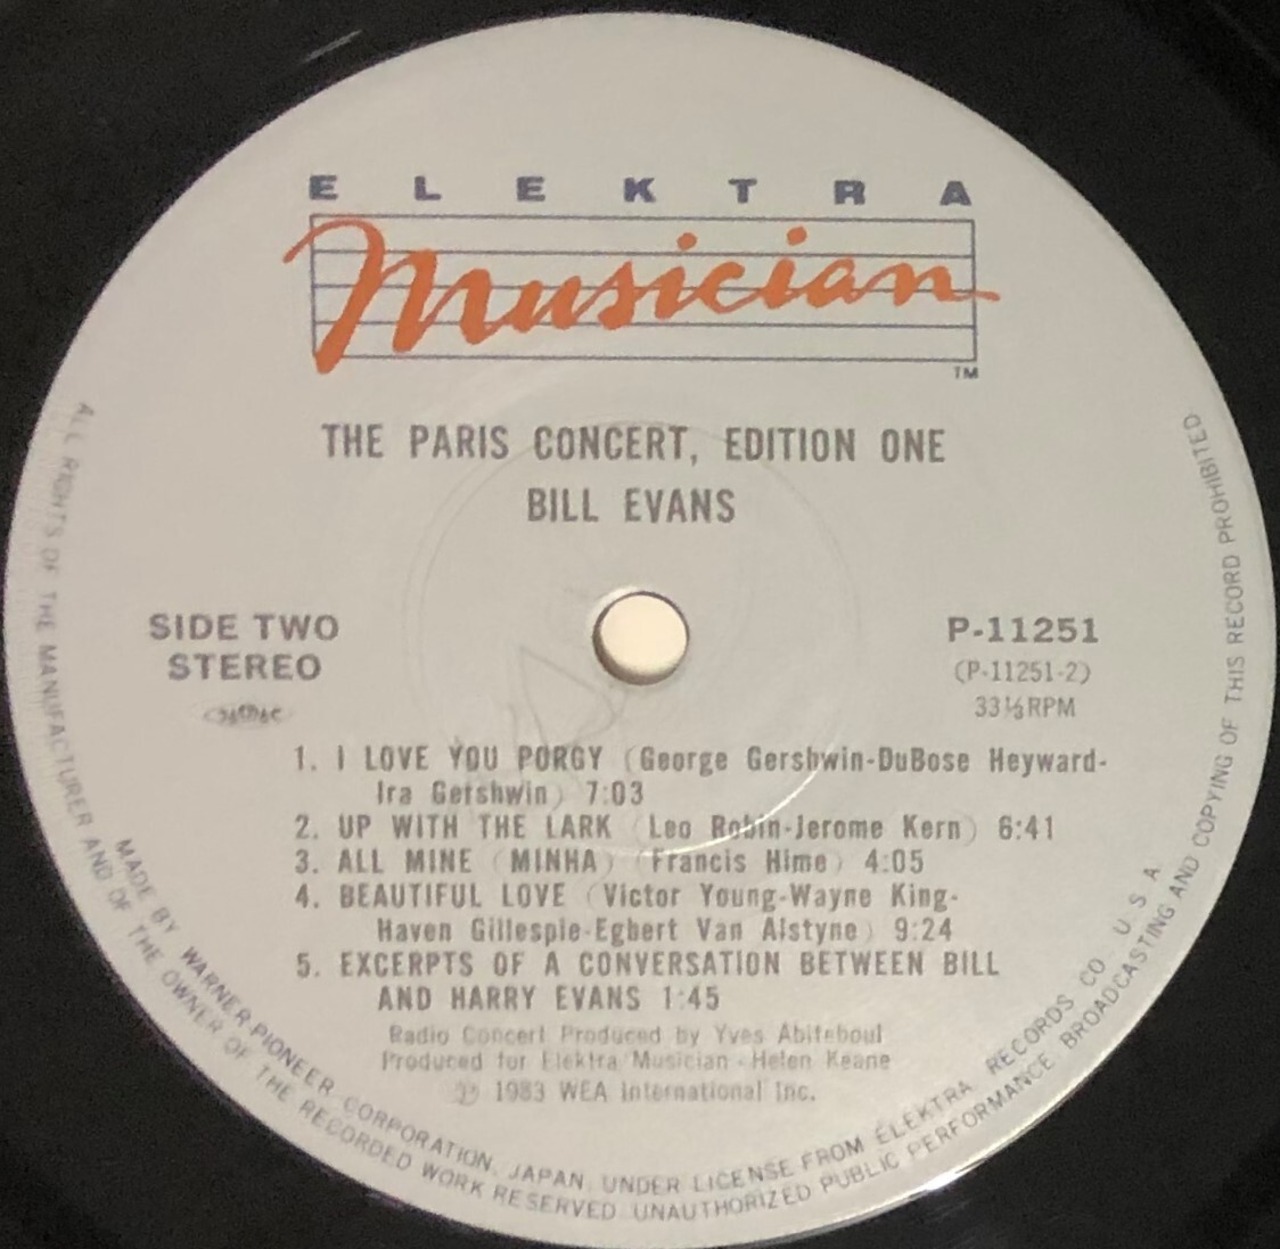 ELEKTRA
Musician
TM
THE PARIS CONCERT, EDITION ONE
BILL EVANS
SIDE TWO
STEREO
P-11251
(P-11251-2)
33⅓RPM
1. I LOVE YOU PORGY (George Gershwin-DuBose Heyward-
Ira Gershwin) 7:03
2. UP WITH THE LARK (Leo Robin-Jerome Kern) 6:41
3. ALL MINE (MINHA) (Francis Hime) 4:05
4. BEAUTIFUL LOVE (Victor Young-Wayne King-
Haven Gillespie-Egbert Van Alstyne) 9:24
5. EXCERPTS OF A CONVERSATION BETWEEN BILL
AND HARRY EVANS 1:45
Radio Concert Produced by Yves Abiteboul
Produced for Elektra/Musician - Helen Keane
℗ 1983 WEA International Inc.
MADE BY WARNER-PIONEER CORPORATION, JAPAN, UNDER LICENSE FROM ELEKTRA RECORDS CO., U. S. A.
ALL RIGHTS OF THE MANUFACTURER AND OF THE OWNER OF THE RECORDED WORK RESERVED UNAUTHORIZED PUBLIC PERFORMANCE BROADCASTING AND COPYING OF THIS RECORD PROHIBITED